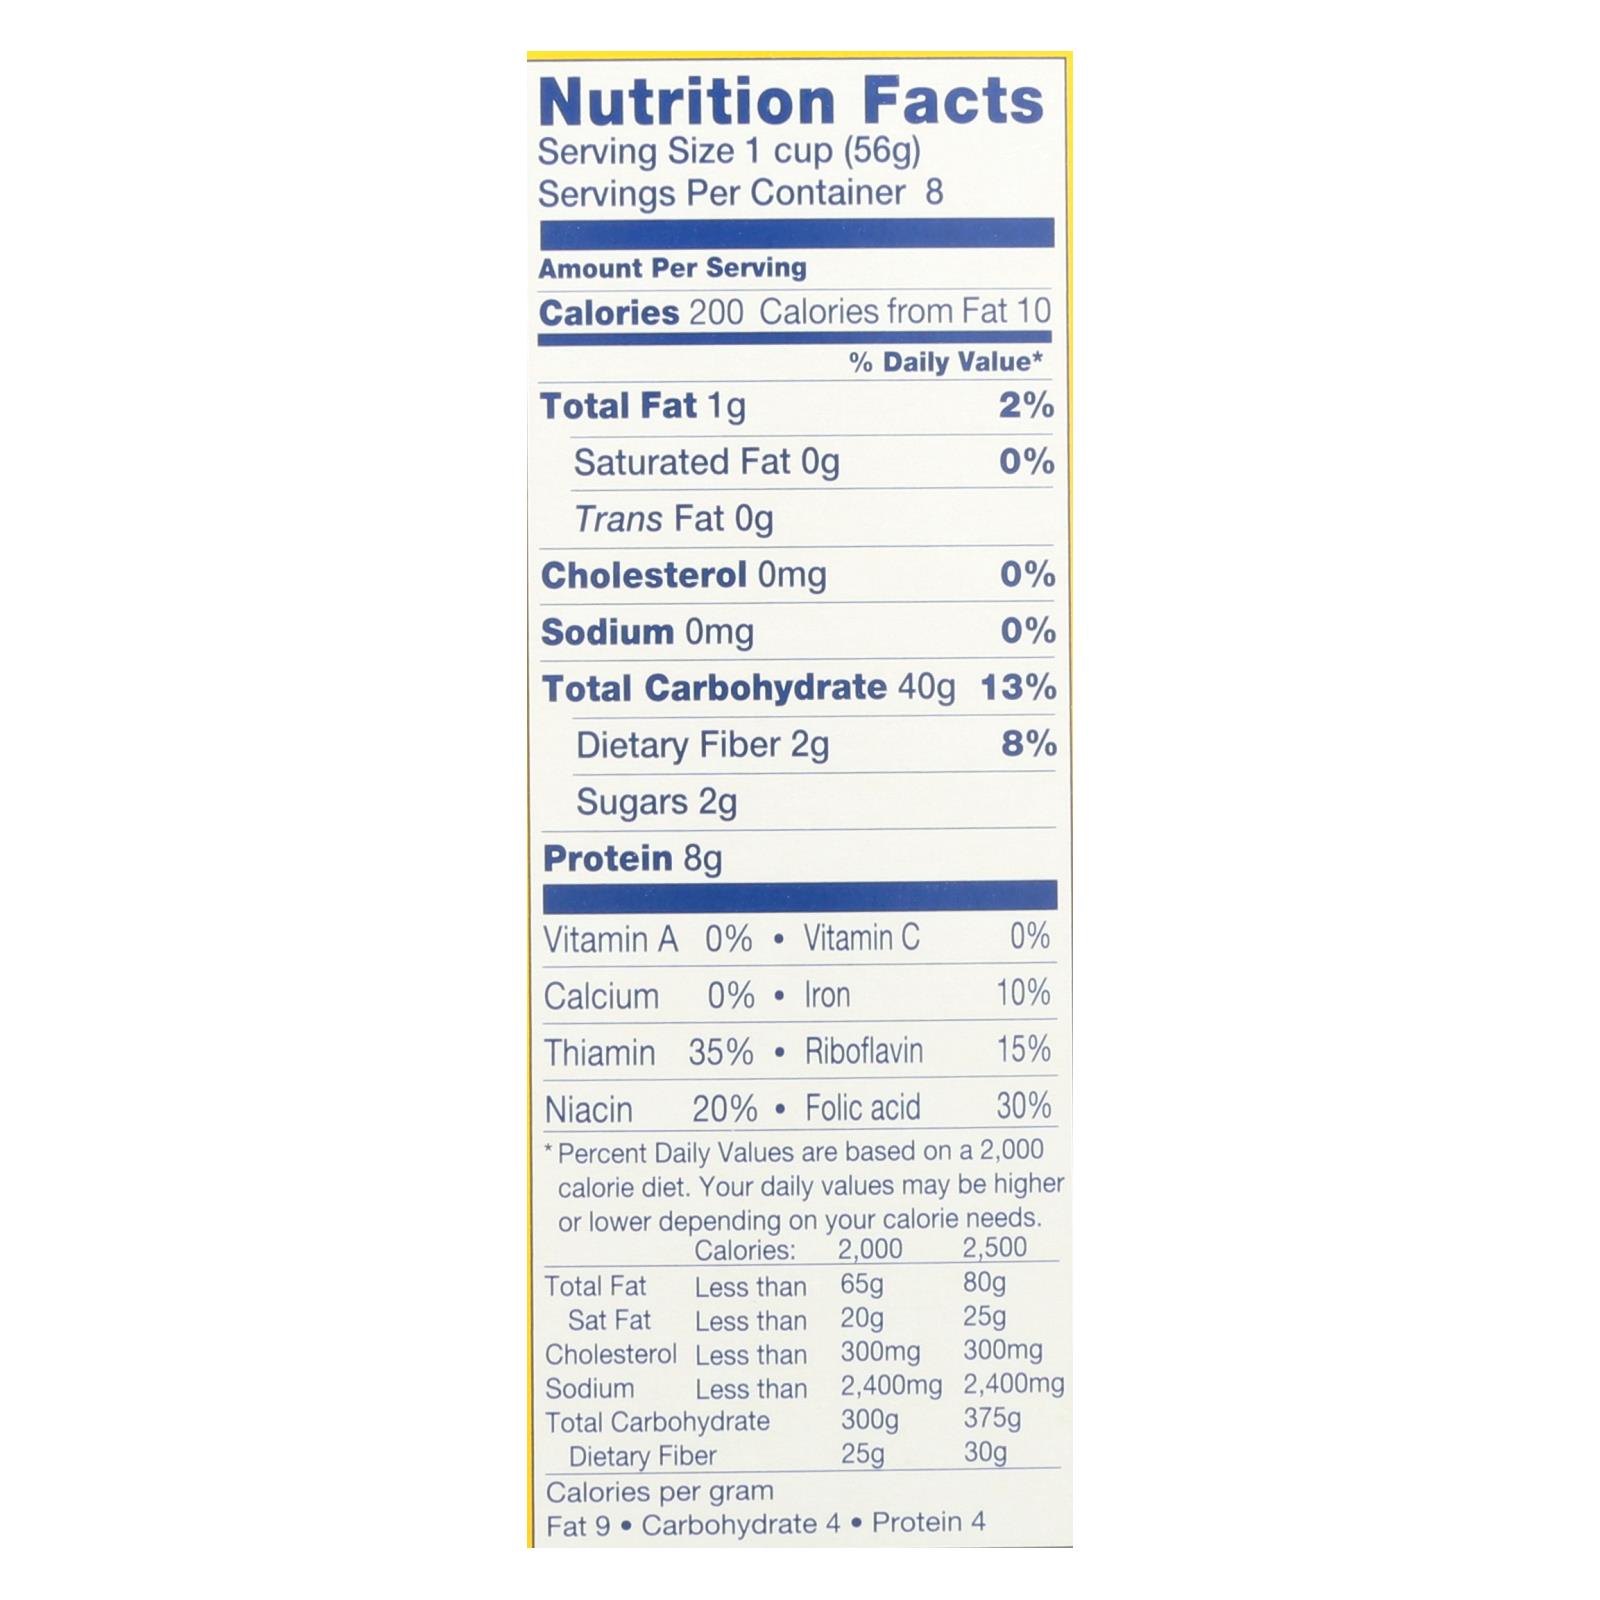 Nutrition Facts
Serving Size 1 cup (56g)
Servings Per Container 8
Amount Per Serving
Calories 200 Calories from Fat 10
% Daily Value*
Total Fat 1g 2%
Saturated Fat 0g 0%
Trans Fat 0g
Cholesterol 0mg 0%
Sodium 0mg 0%
Total Carbohydrate 40g 13%
Dietary Fiber 2g 8%
Sugars 2g
Protein 8g
Vitamin A 0% • Vitamin C 0%
Calcium 0% • Iron 10%
Thiamin 35% • Riboflavin 15%
Niacin 20% • Folic acid 30%
* Percent Daily Values are based on a 2,000
calorie diet. Your daily values may be higher
or lower depending on your calorie needs.
Calories: 2,000 2,500
Total Fat Less than 65g 80g
Sat Fat Less than 20g 25g
Cholesterol Less than 300mg 300mg
Sodium Less than 2,400mg 2,400mg
Total Carbohydrate 300g 375g
Dietary Fiber 25g 30g
Calories per gram
Fat 9 • Carbohydrate 4 • Protein 4